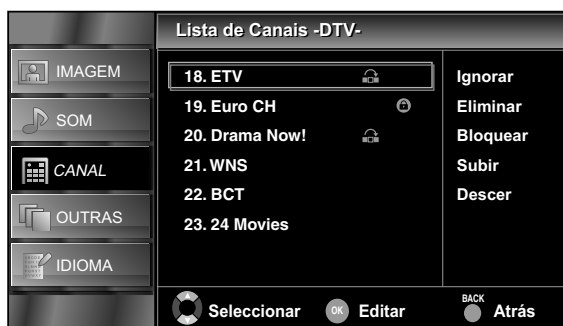 Lista de Canais -DTV-
IMAGEM
SOM
CANAL
OUTRAS
IDIOMA
18. ETV
19. Euro CH
20. Drama Now!
21. WNS
22. BCT
23. 24 Movies
Ignorar
Eliminar
Bloquear
Subir
Descer
Seleccionar
OK Editar
BACK
Atrás